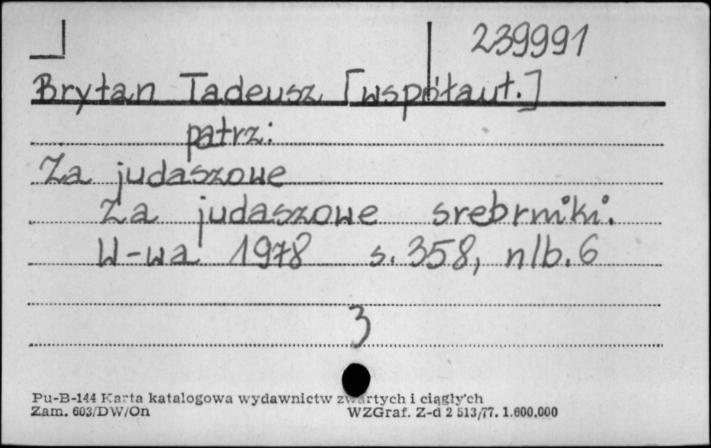 239991
Brytan Tadeusz [współaut.]
patrz:
Za judaszowe
Za judaszowe srebrniki.
W-wa 1978 s. 358, nlb. 6
3
Pu-B-144 Karta katalogowa wydawnictw zwartych i ciągłych
Zam. 603/DW/On WZGraf. Z-d 2 513/77. 1.600.000